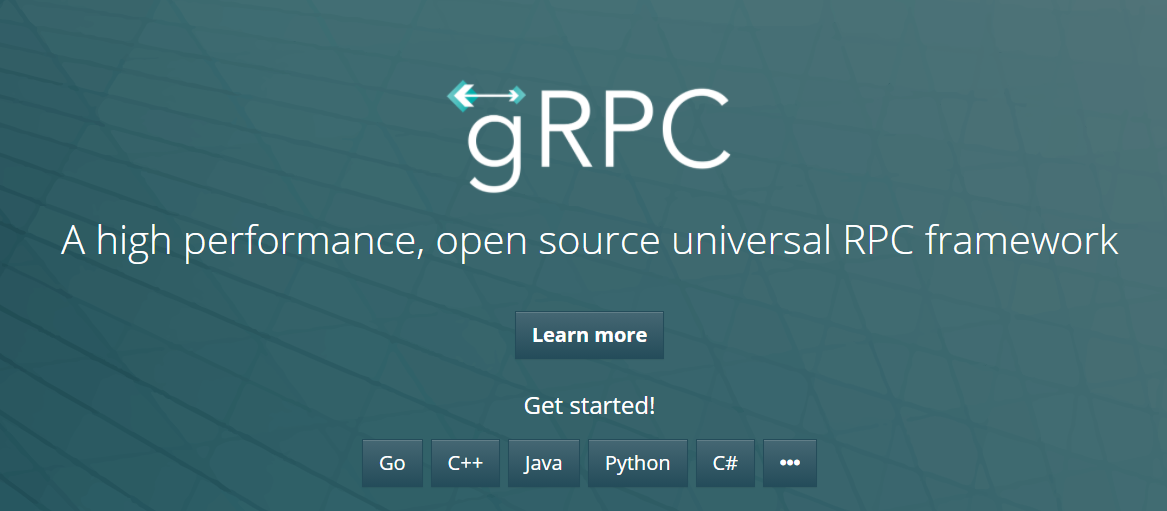 gRPC
A high performance, open source universal RPC framework
Learn more
Get started!
Go C++ Java Python C# •••